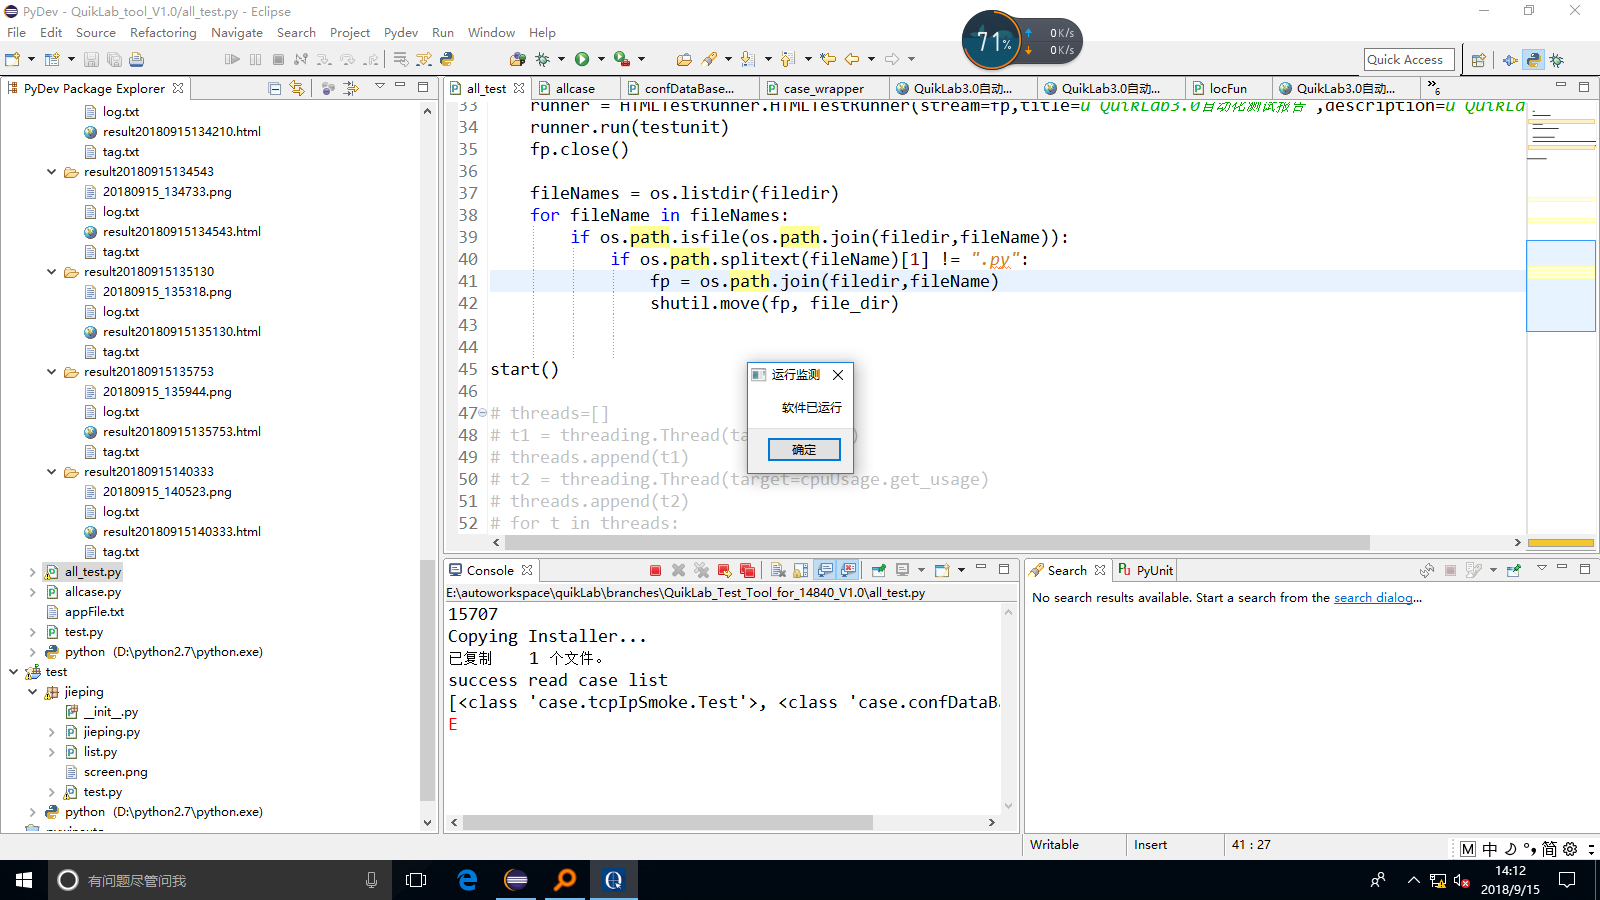 PyDev - QuikLab_tool_V1.0/all_test.py - Eclipse
File Edit Source Refactoring Navigate Search Project Pydev Run Window Help
71%
0K/s
0K/s
Quick Access
PyDev Package Explorer
log.txt
result20180915134210.html
tag.txt
result20180915134543
20180915_134733.png
log.txt
result20180915134543.html
tag.txt
result20180915135130
20180915_135318.png
log.txt
result20180915135130.html
tag.txt
result20180915135753
20180915_135944.png
log.txt
result20180915135753.html
tag.txt
result20180915140333
20180915_140523.png
log.txt
result20180915140333.html
tag.txt
all_test.py
allcase.py
appFile.txt
test.py
python (D:\python2.7\python.exe)
test
jieping
__init__.py
jieping.py
list.py
screen.png
test.py
python (D:\python2.7\python.exe)
all_test allcase confDataBase... case_wrapper QuikLab3.0自动... QuikLab3.0自动... locFun QuikLab3.0自动... »6
33 runner = HTMLTestRunner.HTMLTestRunner(stream=fp,title=u'QuikLab3.0自动化测试报告',description=u'QuikLa
34 runner.run(testunit)
35 fp.close()
36
37 fileNames = os.listdir(filedir)
38 for fileName in fileNames:
39 if os.path.isfile(os.path.join(filedir,fileName)):
40 if os.path.splitext(fileName)[1] != ".py":
41 fp = os.path.join(filedir,fileName)
42 shutil.move(fp, file_dir)
43
44
45 start()
46
47 # threads=[]
48 # t1 = threading.Thread(ta )
49 # threads.append(t1)
50 # t2 = threading.Thread(target=cpuUsage.get_usage)
51 # threads.append(t2)
52 # for t in threads:
运行监测
软件已运行
确定
Console
E:\autoworkspace\quikLab\branches\QuikLab_Test_Tool_for_14840_V1.0\all_test.py
15707
Copying Installer...
已复制 1 个文件。
success read case list
[<class 'case.tcpIpSmoke.Test'>, <class 'case.confDataBa
E
Search PyUnit
No search results available. Start a search from the search dialog...
Writable Insert 41 : 27
M 中 简
有问题尽管问我
14:12
2018/9/15